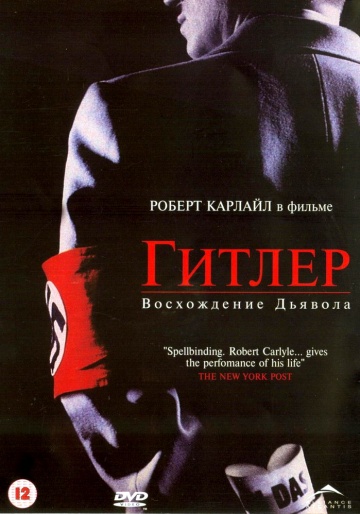 РОБЕРТ КАРЛАЙЛ В ФИЛЬМЕ
ГИТЛЕР
Восхождение Дьявола
"Spellbinding. Robert Carlyle... gives
the perfomance of his life"
THE NEW YORK POST
DAS
12
DVD
VIDEO